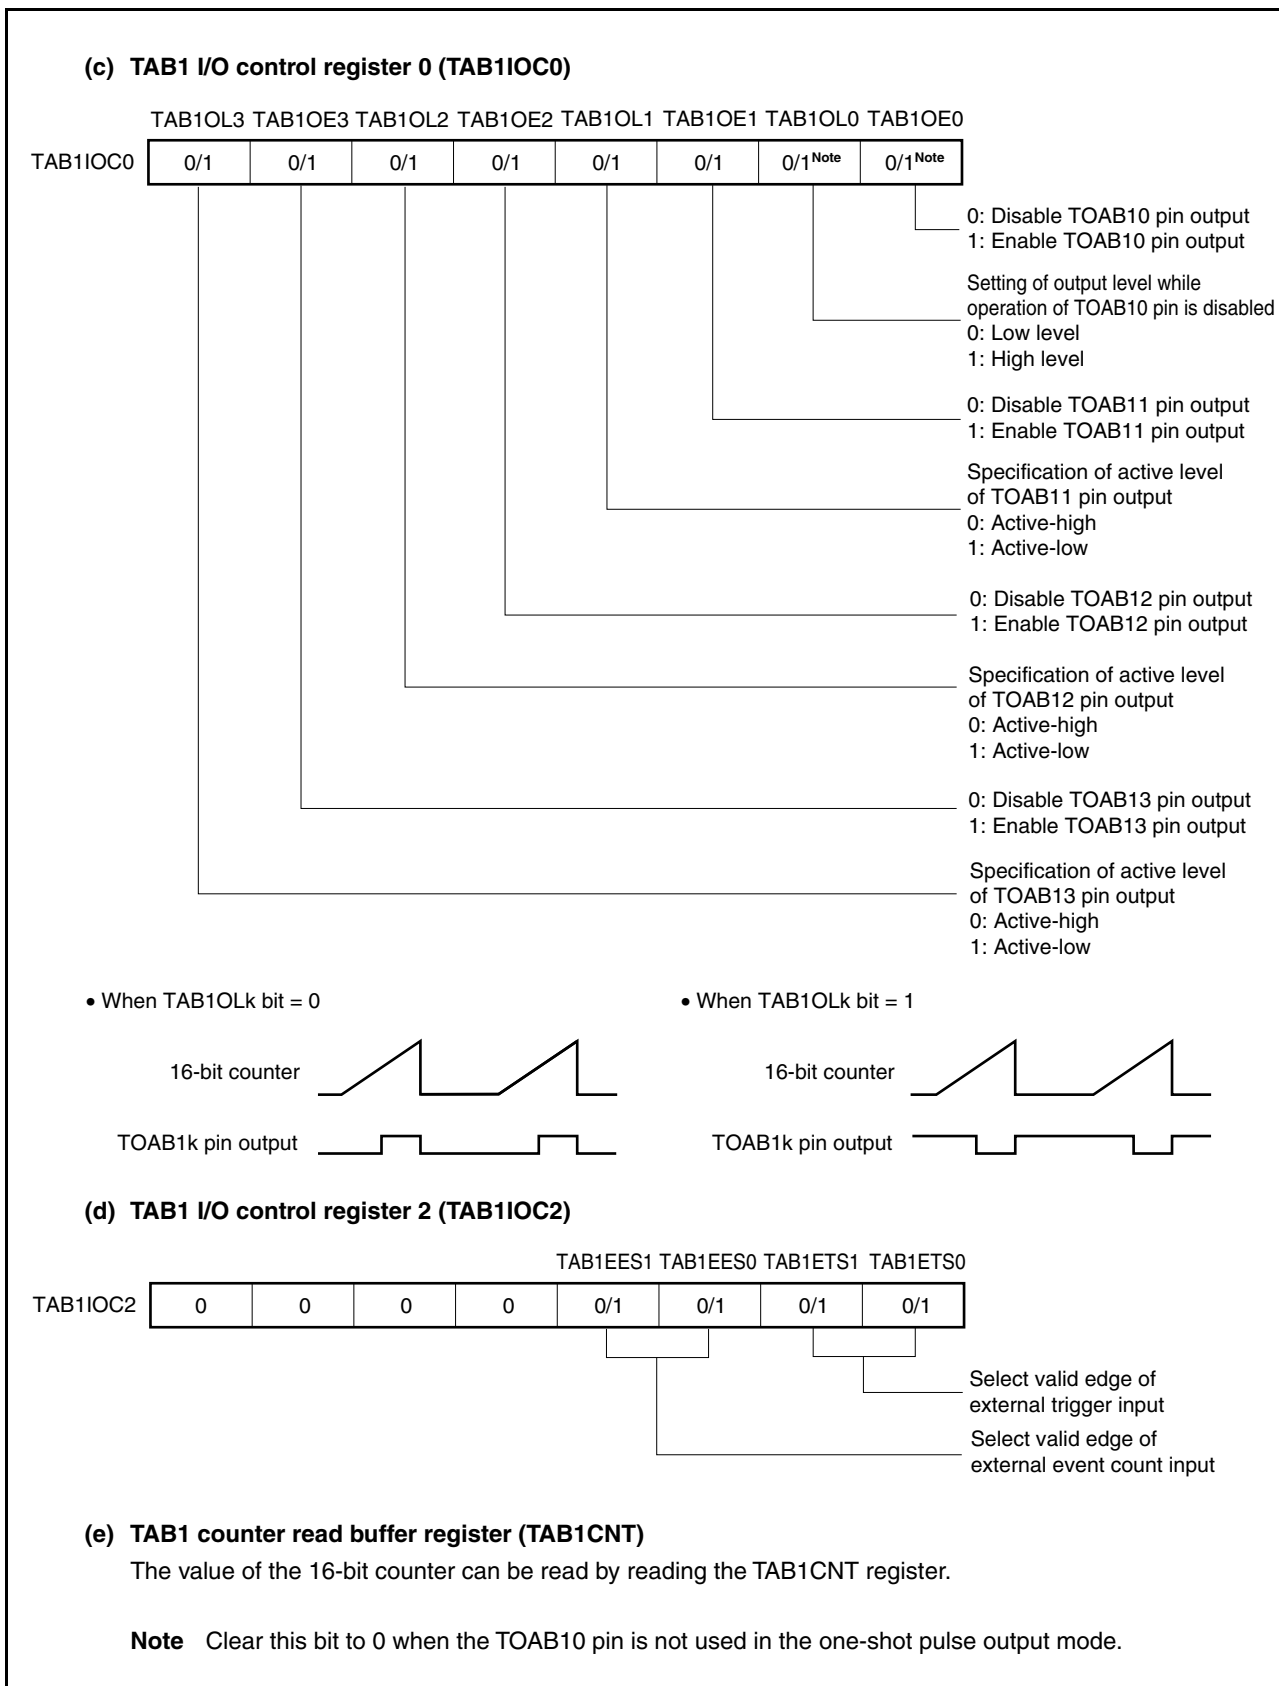 (c) TAB1 I/O control register 0 (TAB1IOC0)
TAB1OL3 TAB1OE3 TAB1OL2 TAB1OE2 TAB1OL1 TAB1OE1 TAB1OL0 TAB1OE0
TAB1IOC0 0/1 0/1 0/1 0/1 0/1 0/1 0/1Note 0/1Note
0: Disable TOAB10 pin output
1: Enable TOAB10 pin output
Setting of output level while
operation of TOAB10 pin is disabled
0: Low level
1: High level
0: Disable TOAB11 pin output
1: Enable TOAB11 pin output
Specification of active level
of TOAB11 pin output
0: Active-high
1: Active-low
0: Disable TOAB12 pin output
1: Enable TOAB12 pin output
Specification of active level
of TOAB12 pin output
0: Active-high
1: Active-low
0: Disable TOAB13 pin output
1: Enable TOAB13 pin output
Specification of active level
of TOAB13 pin output
0: Active-high
1: Active-low
• When TAB1OLk bit = 0
16-bit counter
TOAB1k pin output
• When TAB1OLk bit = 1
16-bit counter
TOAB1k pin output
(d) TAB1 I/O control register 2 (TAB1IOC2)
TAB1EES1 TAB1EES0 TAB1ETS1 TAB1ETS0
TAB1IOC2 0 0 0 0 0/1 0/1 0/1 0/1
Select valid edge of
external trigger input
Select valid edge of
external event count input
(e) TAB1 counter read buffer register (TAB1CNT)
The value of the 16-bit counter can be read by reading the TAB1CNT register.
Note Clear this bit to 0 when the TOAB10 pin is not used in the one-shot pulse output mode.